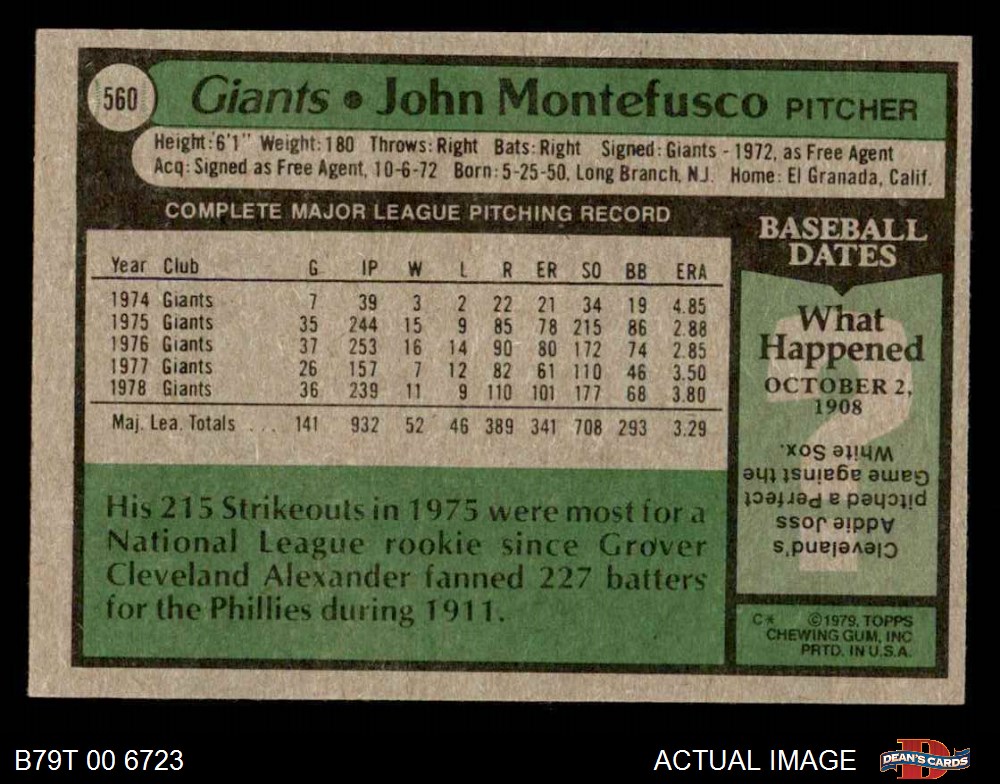 560
Giants • John Montefusco PITCHER
Height: 6'1" Weight: 180 Throws: Right Bats: Right Signed: Giants - 1972, as Free Agent
Acq: Signed as Free Agent, 10-6-72 Born: 5-25-50, Long Branch, N.J. Home: El Granada, Calif.
COMPLETE MAJOR LEAGUE PITCHING RECORD
Year Club G IP W L R ER SO BB ERA
1974 Giants 7 39 3 2 22 21 34 19 4.85
1975 Giants 35 244 15 9 85 78 215 86 2.88
1976 Giants 37 253 16 14 90 80 172 74 2.85
1977 Giants 26 157 7 12 82 61 110 46 3.50
1978 Giants 36 239 11 9 110 101 177 68 3.80
Maj. Lea. Totals ... 141 932 52 46 389 341 708 293 3.29
His 215 Strikeouts in 1975 were most for a
National League rookie since Grover
Cleveland Alexander fanned 227 batters
for the Phillies during 1911.
BASEBALL
DATES
What
Happened
OCTOBER 2,
1908
?
Cleveland's
Addie Joss
pitched a Perfect
Game against the
White Sox.
C* ©1979, TOPPS
CHEWING GUM, INC
PRTD. IN U.S.A.
B79T 00 6723
ACTUAL IMAGE
D
DEAN'S CARDS